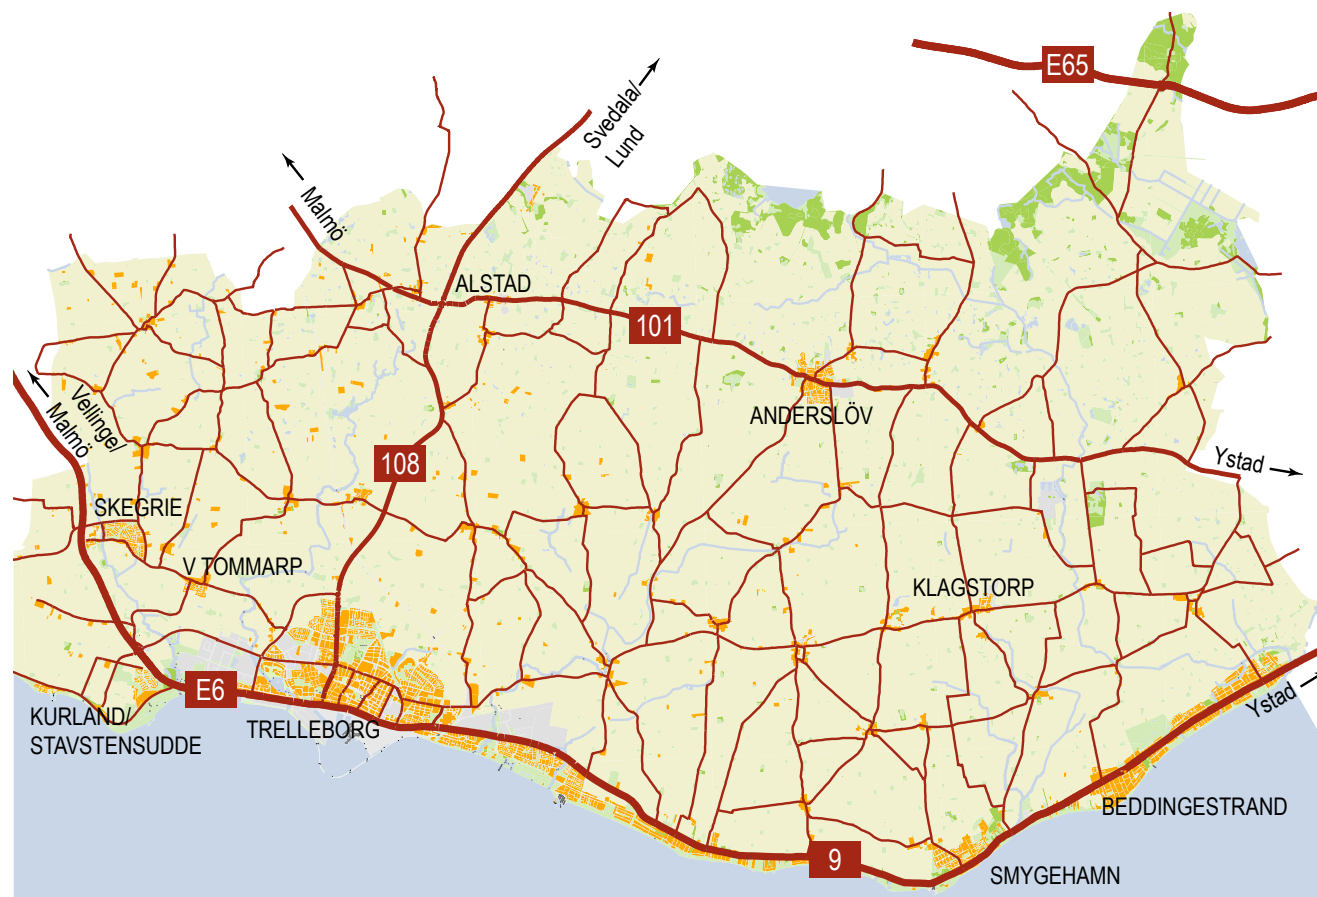 E65
Svedala/
Lund
Malmö
ALSTAD
101
Vellinge/
Malmö
ANDERSLÖV
108
Ystad
SKEGRIE
V TOMMARP
KLAGSTORP
E6
KURLAND/
STAVSTENSUDDE
TRELLEBORG
Ystad
BEDDINGESTRAND
9
SMYGEHAMN